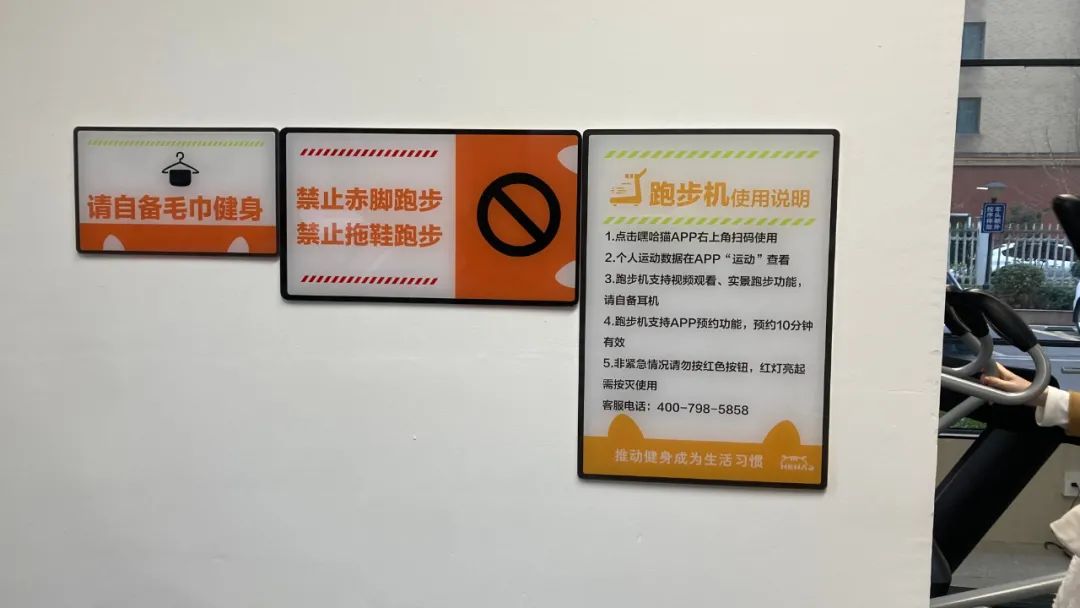 请自备毛巾健身
禁止赤脚跑步
禁止拖鞋跑步
跑步机使用说明
1.点击嘿哈猫APP右上角扫码使用
2.个人运动数据在APP“运动”查看
3.跑步机支持视频观看、实景跑步功能，
请自备耳机
4.跑步机支持APP预约功能，预约10分钟
有效
5.非紧急情况请勿按红色按钮，红灯亮起
需按灭使用
客服电话：400-798-5858
推动健身成为生活习惯